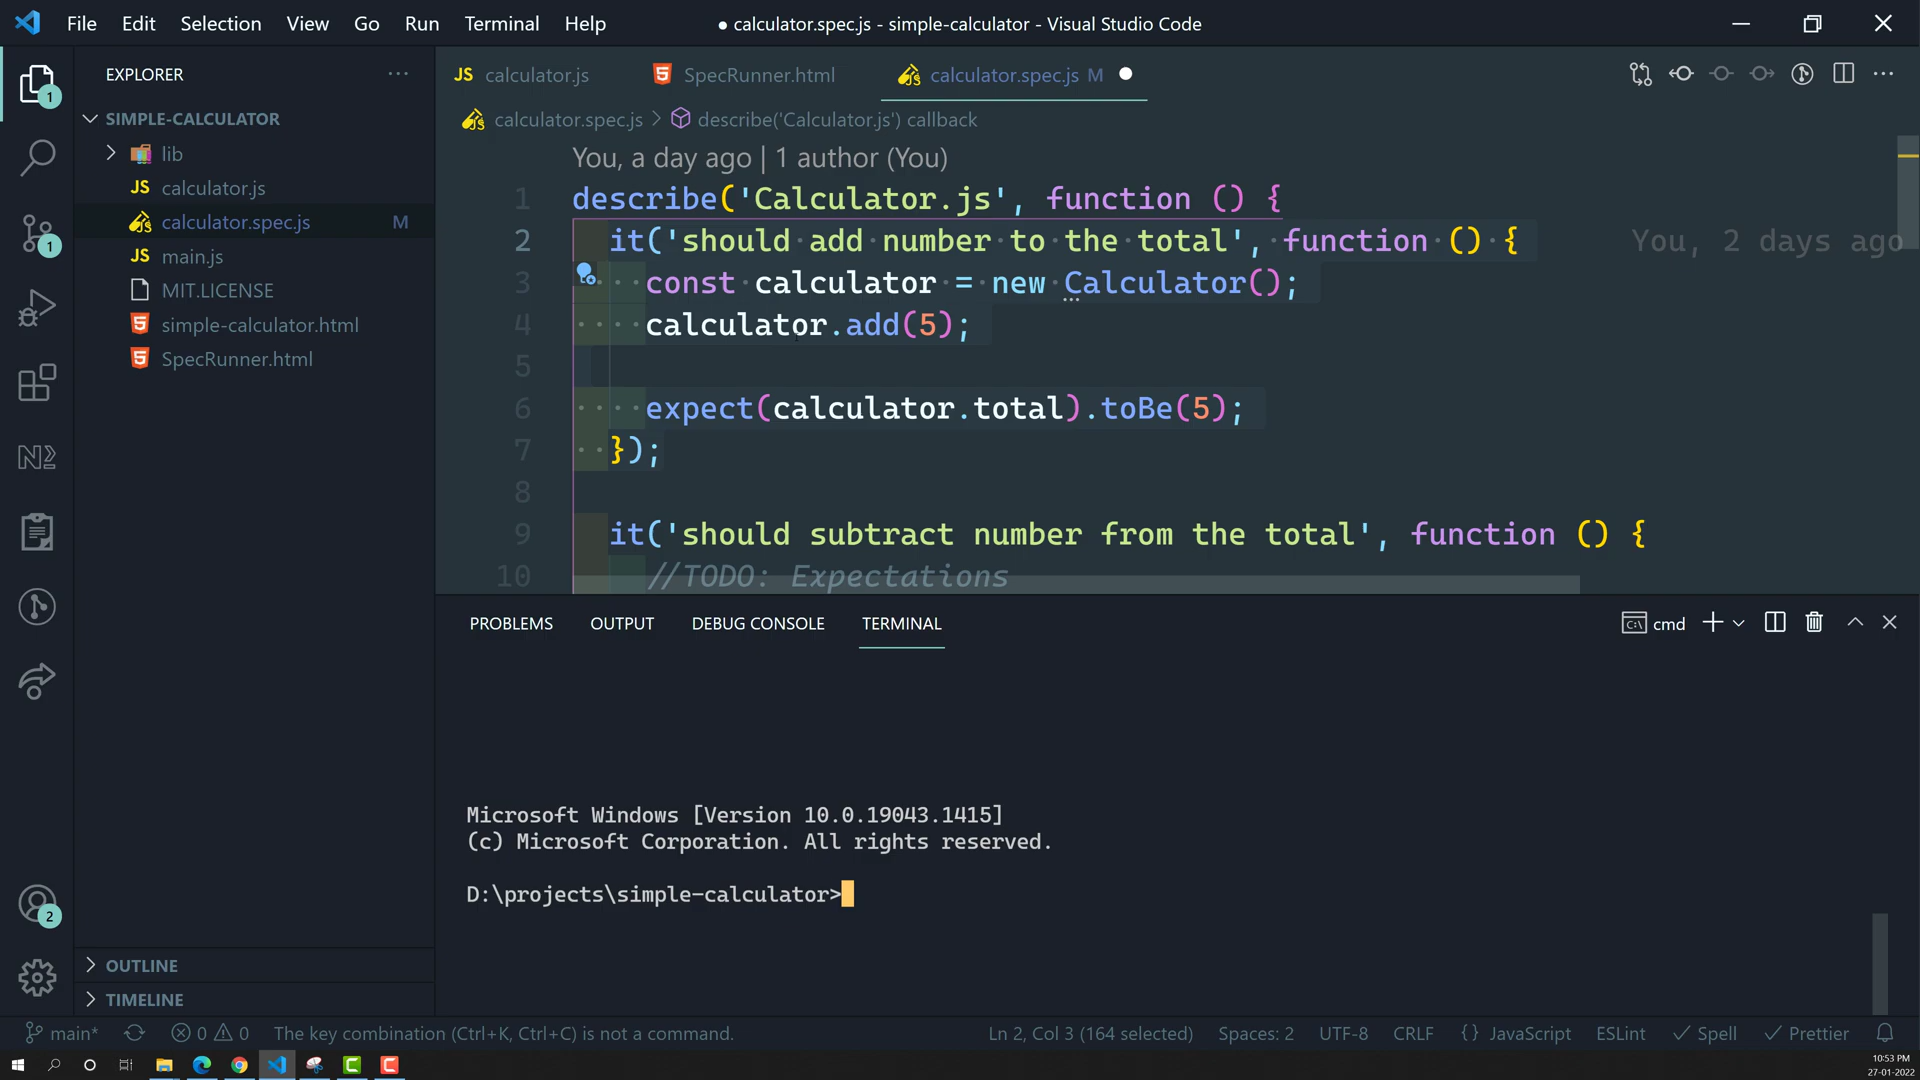 File Edit Selection View Go Run Terminal Help ● calculator.spec.js - simple-calculator - Visual Studio Code
EXPLORER ···
SIMPLE-CALCULATOR
lib
JS calculator.js
calculator.spec.js M
JS main.js
MIT.LICENSE
simple-calculator.html
SpecRunner.html
OUTLINE
TIMELINE
1
1
2
JS calculator.js SpecRunner.html calculator.spec.js M ●
calculator.spec.js > describe('Calculator.js') callback
You, a day ago | 1 author (You)
1 describe('Calculator.js', function () {
2 it('should·add·number·to·the·total',·function·()·{ You, 2 days ago
3 const·calculator·=·new·Calculator();
4 ····calculator.add(5);
5
6 ····expect(calculator.total).toBe(5);
7 ··});
8
9 it('should subtract number from the total', function () {
10 //TODO: Expectations
PROBLEMS OUTPUT DEBUG CONSOLE TERMINAL cmd
Microsoft Windows [Version 10.0.19043.1415]
(c) Microsoft Corporation. All rights reserved.
D:\projects\simple-calculator>
main* 0 0 The key combination (Ctrl+K, Ctrl+C) is not a command. Ln 2, Col 3 (164 selected) Spaces: 2 UTF-8 CRLF {} JavaScript ESLint Spell Prettier
10:53 PM
27-01-2022